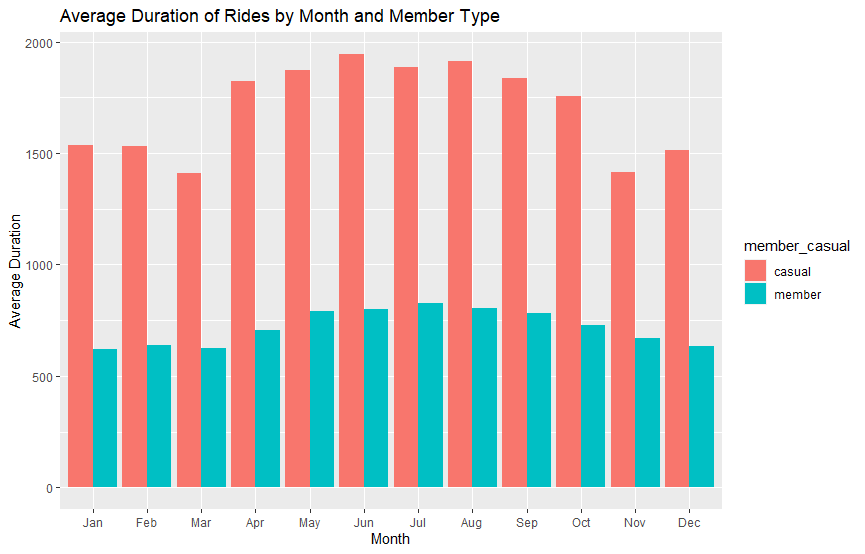 Average Duration of Rides by Month and Member Type
2000
1500
1000
500
0
Average Duration
Jan Feb Mar Apr May Jun Jul Aug Sep Oct Nov Dec
Month
member_casual
casual
member